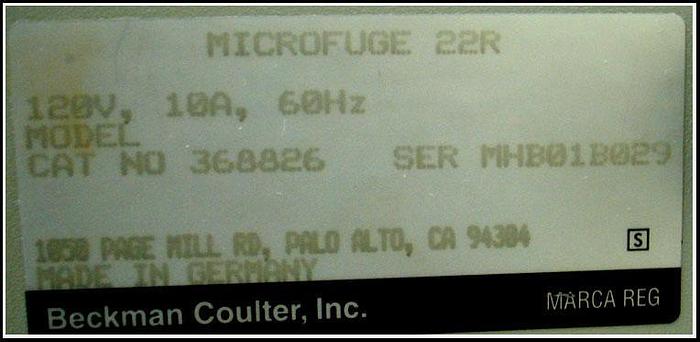 MICROFUGE 22R
120V, 10A, 60Hz
MODEL
CAT NO 368826 SER MHB01B029
1050 PAGE MILL RD, PALO ALTO, CA 94304
S
MADE IN GERMANY
Beckman Coulter, Inc. MARCA REG